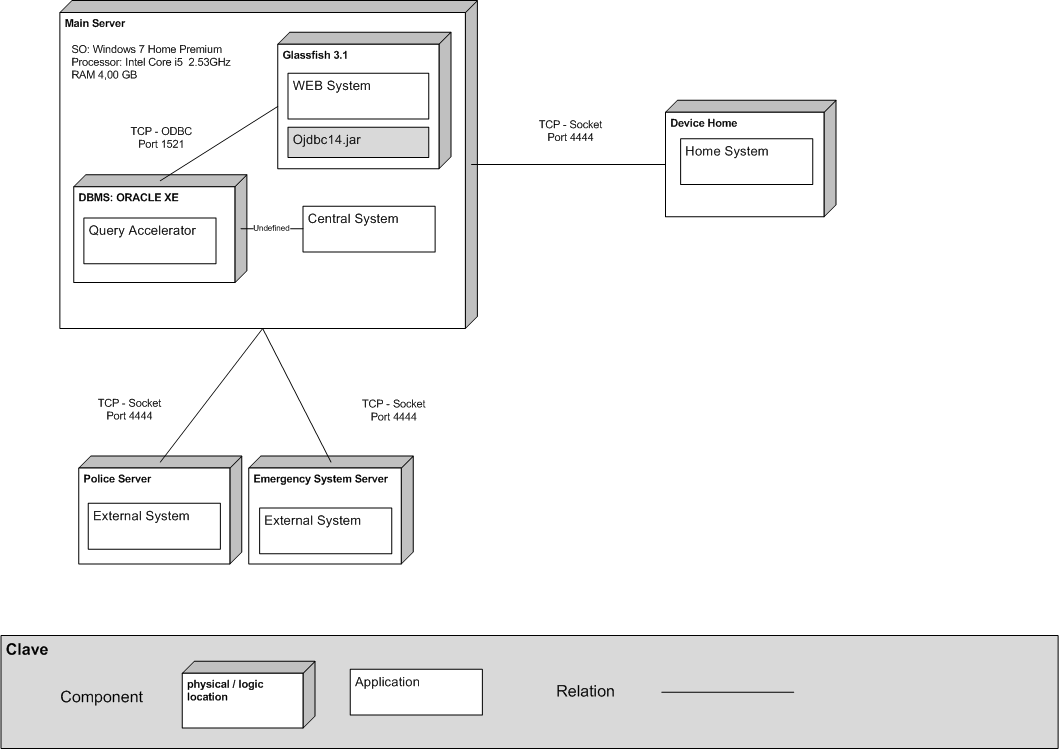 Main Server
SO: Windows 7 Home Premium
Processor: Intel Core i5  2.53GHz
RAM 4,00 GB
Glassfish 3.1
WEB System
Ojdbc14.jar
TCP - ODBC
Port 1521
DBMS: ORACLE XE
Query Accelerator
Undefined
Central System
TCP - Socket
Port 4444
Device Home
Home System
TCP - Socket
Port 4444
TCP - Socket
Port 4444
Police Server
External System
Emergency System Server
External System
Clave
Component
physical / logic
location
Application
Relation